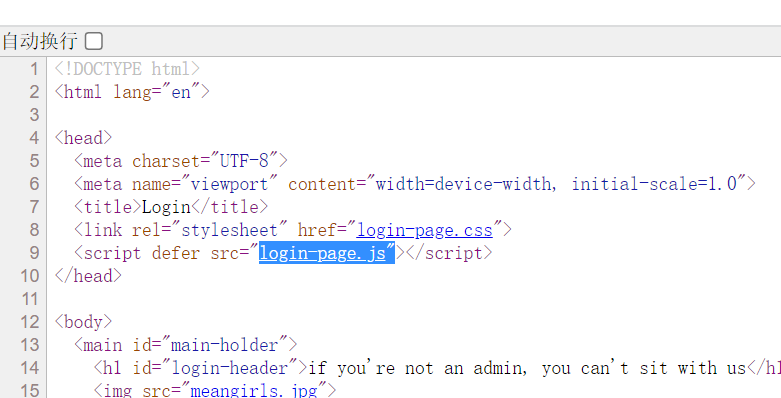 自动换行
1 <!DOCTYPE html>
2 <html lang="en">
3
4 <head>
5 <meta charset="UTF-8">
6 <meta name="viewport" content="width=device-width, initial-scale=1.0">
7 <title>Login</title>
8 <link rel="stylesheet" href="login-page.css">
9 <script defer src="login-page.js"></script>
10 </head>
11
12 <body>
13 <main id="main-holder">
14 <h1 id="login-header">if you're not an admin, you can't sit with us</h1
15 <img src="meangirls.jpg">